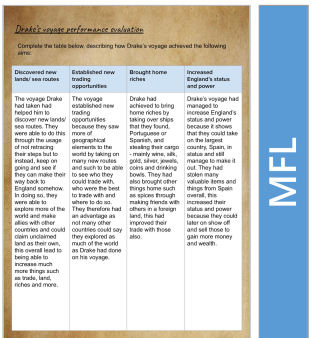 Drake's voyage performance evaluation
Complete the table below, describing how Drake's voyage achieved the following
aims:
Discovered new
lands/ sea routes
Established new
trading
opportunities
Brought home
riches
Increased
England's status
and power
The voyage Drake
had taken had
helped him to
discover new lands/
sea routes. They
were able to do this
through the usage
of not retracing
their steps but to
instead, keep on
going and see if
they can make their
way back to
England somehow.
In doing so, they
were able to
explore more of the
world and make
allies with other
countries and could
claim unclaimed
land as their own,
this overall lead to
being able to
increase much
more things such
as trade, land,
riches and more.
The voyage
established new
trading
opportunities
because they saw
more of
geographical
elements to the
world by taking on
many new routes
and such to be able
to see who they
could trade with,
who were the best
to trade with and
where to do so.
They therefore had
an advantage as
not many other
countries could say
they explored as
much of the world
as Drake had done
on his voyage.
Drake had
achieved to bring
home riches by
taking over ships
that they found,
Portuguese or
Spanish, and
stealing their cargo
- mainly wine, silk,
gold, silver, jewels,
coins and drinking
bowls. They had
also brought other
things home such
as spices through
making friends with
others in a foreign
land, this had
improved their
trade with those
also.
Drake's voyage had
managed to
increase England's
status and power
because it shows
that they could take
on the largest
country, Spain, in
status and still
manage to make it
out. They had
stolen many
valuable items and
things from Spain
overall, this
increased their
status and power
because they could
later on show off
and sell those to
gain more money
and wealth.
MFL